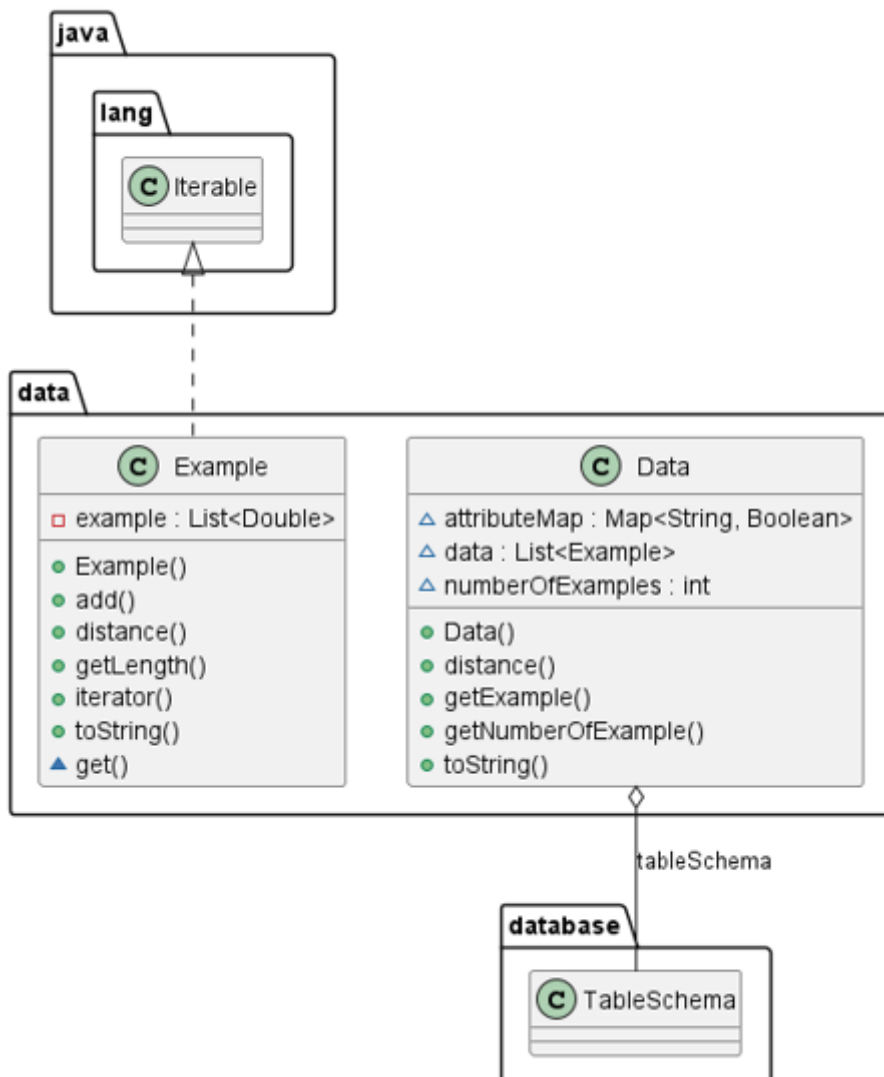 java
lang
C Iterable
data
C Example
example : List<Double>
Example()
add()
distance()
getLength()
iterator()
toString()
get()
C Data
attributeMap : Map<String, Boolean>
data : List<Example>
numberOfExamples : int
Data()
distance()
getExample()
getNumberOfExample()
toString()
tableSchema
database
C TableSchema